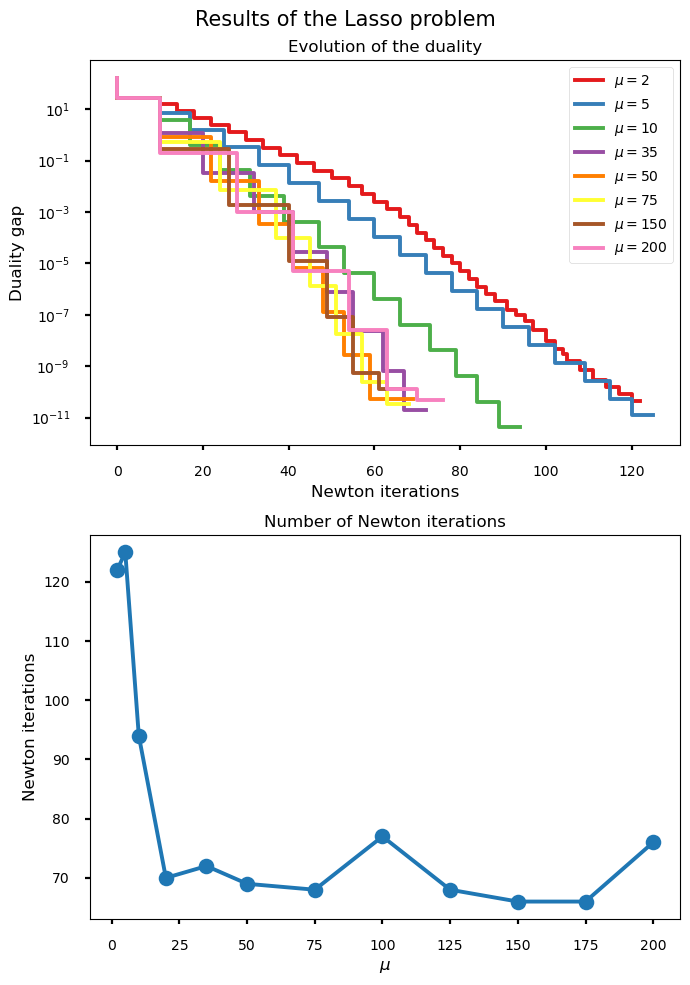 Results of the Lasso problem
Evolution of the duality
Duality gap
10^1
10^−1
10^−3
10^−5
10^−7
10^−9
10^−11
μ = 2
μ = 5
μ = 10
μ = 35
μ = 50
μ = 75
μ = 150
μ = 200
0 20 40 60 80 100 120
Newton iterations
Number of Newton iterations
Newton iterations
120
110
100
90
80
70
0 25 50 75 100 125 150 175 200
μ